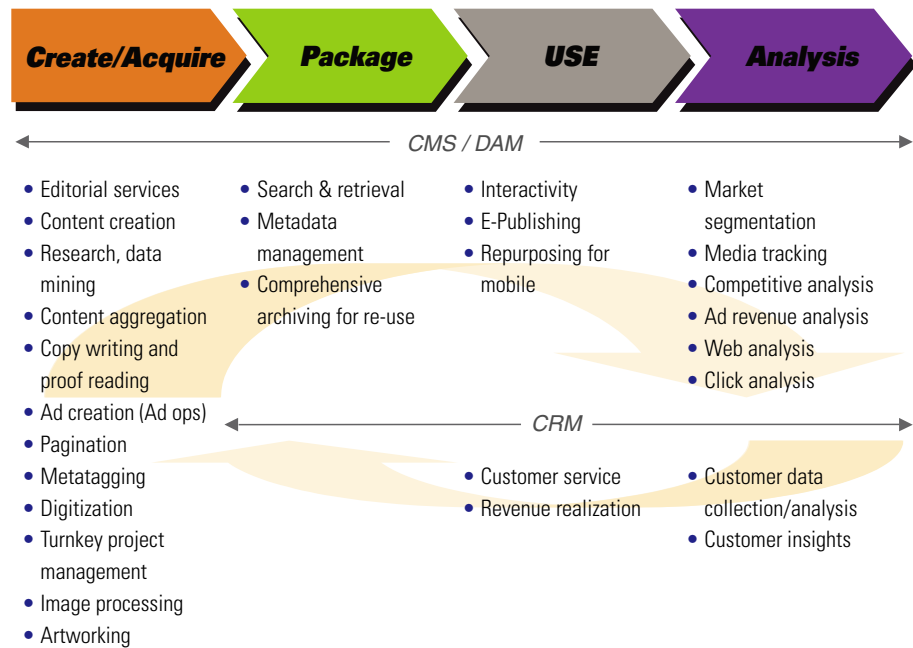 Create/Acquire
Package
USE
Analysis
CMS / DAM
• Editorial services
• Content creation
• Research, data
mining
• Content aggregation
• Copy writing and
proof reading
• Ad creation (Ad ops)
• Pagination
• Metatagging
• Digitization
• Turnkey project
management
• Image processing
• Artworking
• Search & retrieval
• Metadata
management
• Comprehensive
archiving for re-use
• Interactivity
• E-Publishing
• Repurposing for
mobile
• Market
segmentation
• Media tracking
• Competitive analysis
• Ad revenue analysis
• Web analysis
• Click analysis
CRM
• Customer service
• Revenue realization
• Customer data
collection/analysis
• Customer insights